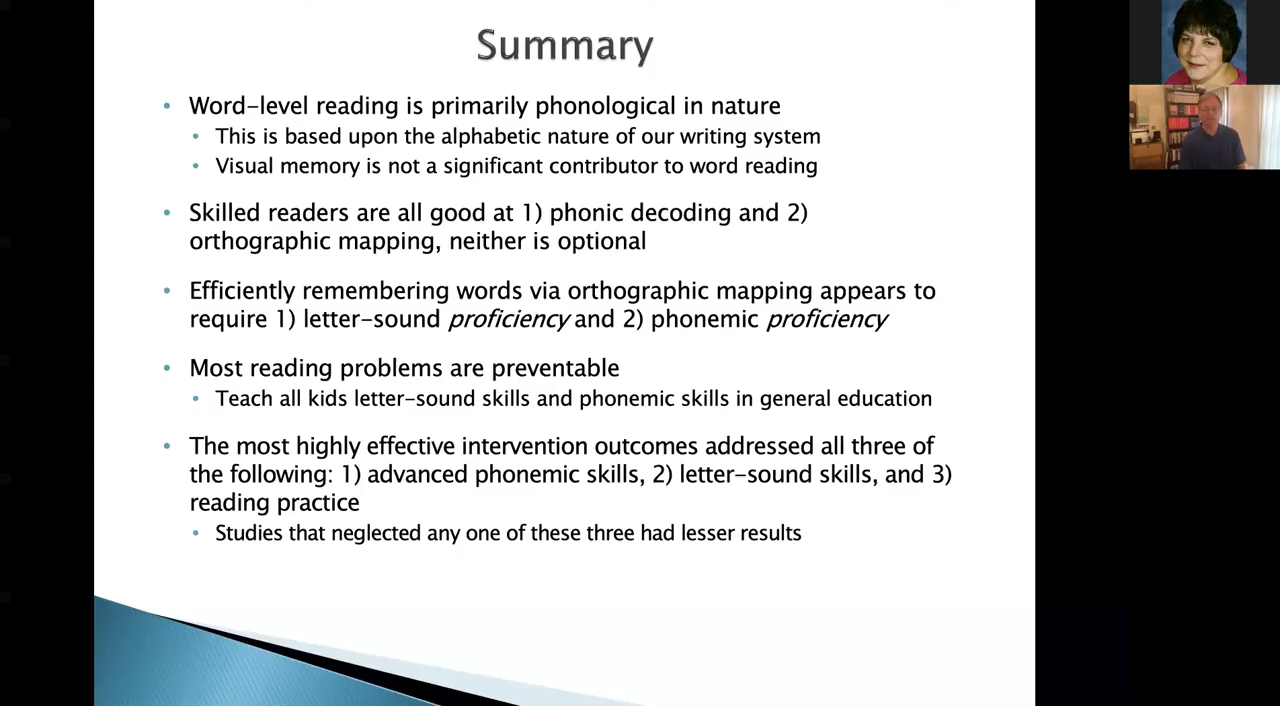 Summary
• Word-level reading is primarily phonological in nature
• This is based upon the alphabetic nature of our writing system
• Visual memory is not a significant contributor to word reading
• Skilled readers are all good at 1) phonic decoding and 2)
orthographic mapping, neither is optional
• Efficiently remembering words via orthographic mapping appears to
require 1) letter-sound proficiency and 2) phonemic proficiency
• Most reading problems are preventable
• Teach all kids letter-sound skills and phonemic skills in general education
• The most highly effective intervention outcomes addressed all three of
the following: 1) advanced phonemic skills, 2) letter-sound skills, and 3)
reading practice
• Studies that neglected any one of these three had lesser results